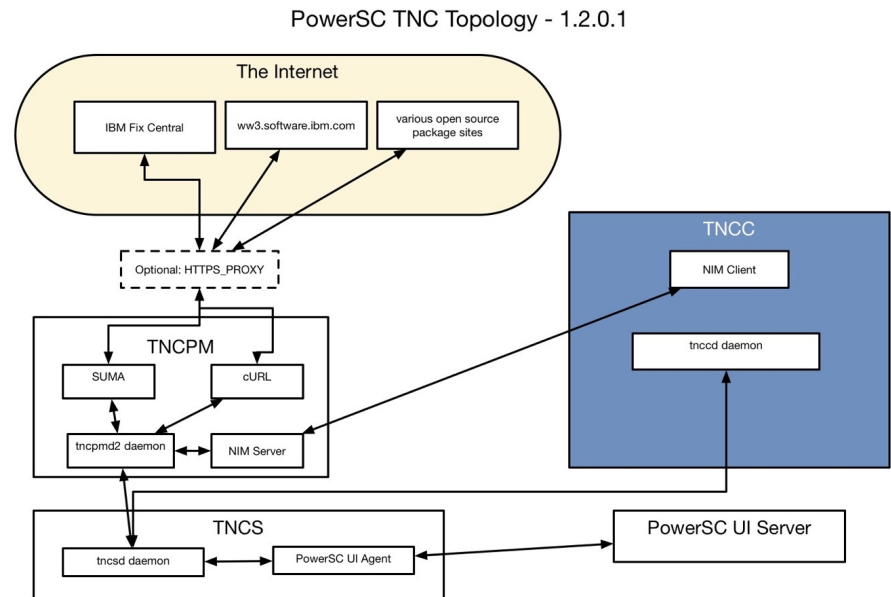 PowerSC TNC Topology - 1.2.0.1
The Internet
IBM Fix Central
ww3.software.ibm.com
various open source
package sites
Optional: HTTPS_PROXY
TNCC
NIM Client
tnccd daemon
TNCPM
SUMA
cURL
tncpmd2 daemon
NIM Server
TNCS
tncsd daemon
PowerSC UI Agent
PowerSC UI Server